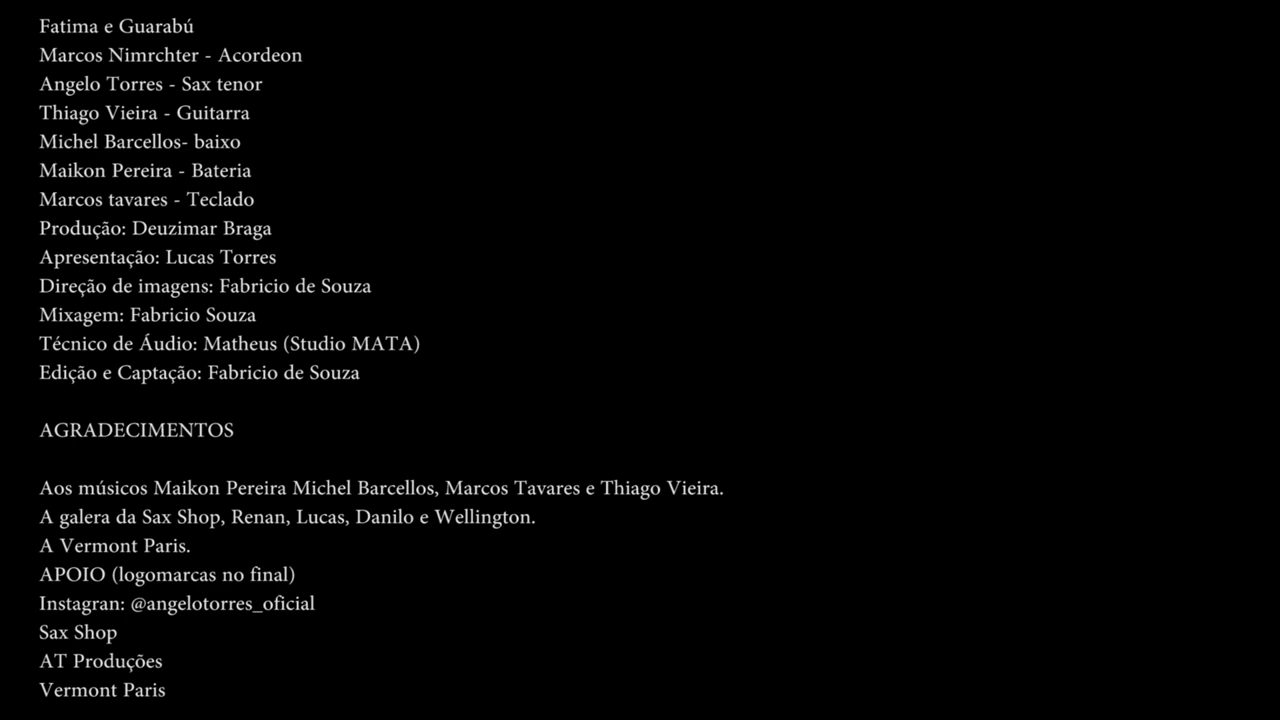 Fatima e Guarabú
Marcos Nimrchter - Acordeon
Angelo Torres - Sax tenor
Thiago Vieira - Guitarra
Michel Barcellos- baixo
Maikon Pereira - Bateria
Marcos tavares - Teclado
Produção: Deuzimar Braga
Apresentação: Lucas Torres
Direção de imagens: Fabricio de Souza
Mixagem: Fabricio Souza
Técnico de Áudio: Matheus (Studio MATA)
Edição e Captação: Fabricio de Souza
AGRADECIMENTOS
Aos músicos Maikon Pereira Michel Barcellos, Marcos Tavares e Thiago Vieira.
A galera da Sax Shop, Renan, Lucas, Danilo e Wellington.
A Vermont Paris.
APOIO (logomarcas no final)
Instagran: @angelotorres_oficial
Sax Shop
AT Produções
Vermont Paris